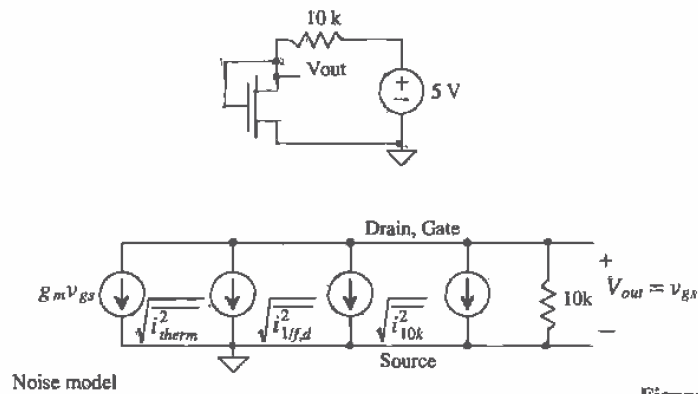 10 k
Vout
+
5 V
−
Drain, Gate
+
g_m v_gs
√i²_therm
√i²_1/f,d
√i²_10k
10k
V_out = v_gs
−
Source
Noise model